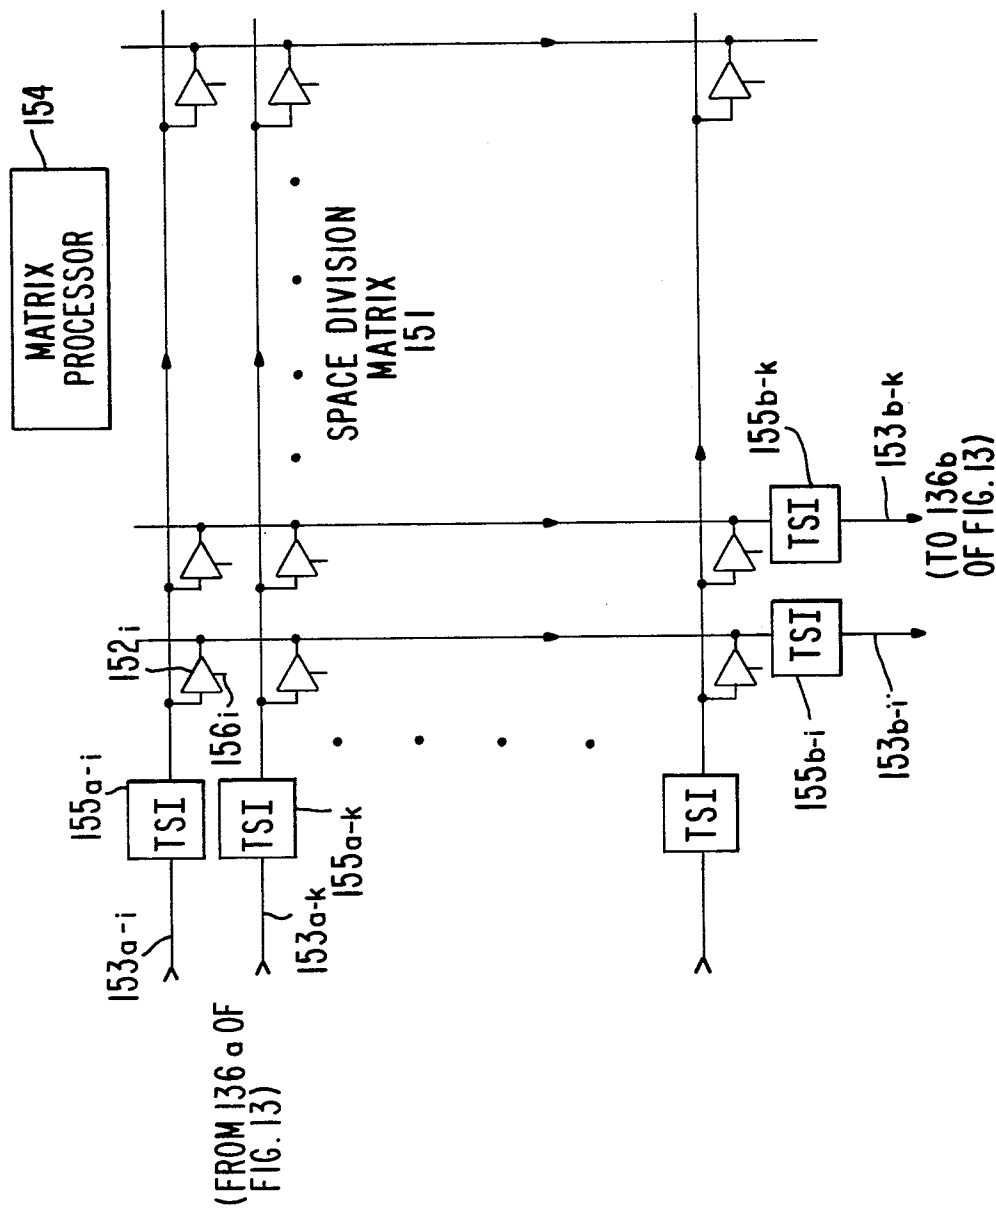 MATRIX
PROCESSOR
154
155a-i
TSI
153a-i
152i
156i
TSI
155a-k
153a-k
(FROM 136a OF
FIG. 13)
SPACE DIVISION
MATRIX
151
TSI
TSI
155b-i
153b-i
TSI
155b-k
153b-k
(TO 136b
OF FIG. 13)